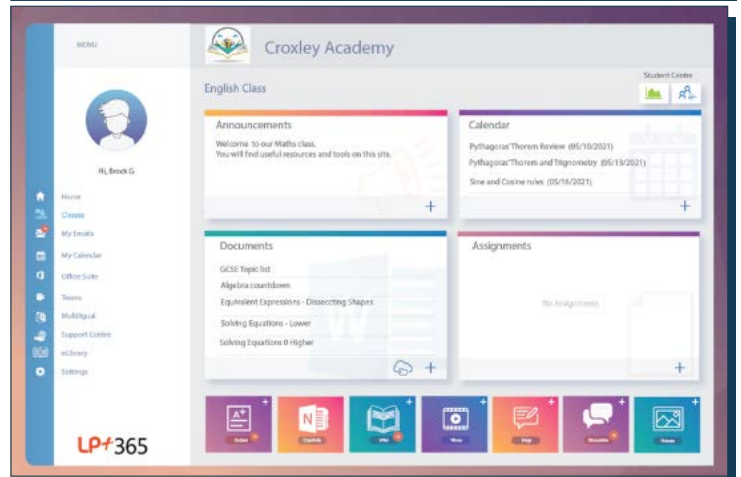 MENU
Croxley Academy
Student Centre
English Class
Hi, Brock G
Home
Classes
My Emails
My Calendar
Office Suite
Teams
Multiligual
Support Centre
eLibrary
Settings
LP+365
Announcements
Welcome to our Maths class.
You will find useful resources and tools on this site.
+
Calendar
Pythagoras'Thorem Review (05/10/2021)
Pythagoras'Thorem and Trignometry (05/13/2021)
Sine and Cosine rules (05/16/2021)
+
Documents
GCSE Topic list
Algebra countdown
Equivalent Expressions - Disseccting Shapes
Solving Equations - Lower
Solving Equations 0 Higher
+
Assignments
No Assignments
+